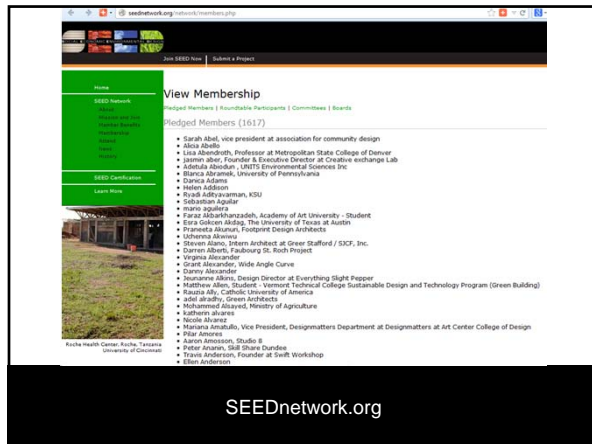 seednetwork.org/network/members.php
SEED
Join SEED Now | Submit a Project
Home
SEED Network
Mission and
Member Benefits
Membership
SEED Certification
Learn More
View Membership
Pledged Members | Roundtable Participants | Committees | Boards
Pledged Members (1617)
• Sarah Abel, vice president at association for community design
• Alicia Abello
• Lisa Abendroth, Professor at Metropolitan State College of Denver
• jasmin aber, Founder & Executive Director at Creative exchange Lab
• Adetula Abiodun , UNITS Environmental Sciences Inc
• Blanca Abramek, University of Pennsylvania
• Danica Adams
• Helen Addison
• Ryadi Adityavarman, KSU
• Sebastian Aguilar
• mario aguilera
• Faraz Akbarkhanzadeh, Academy of Art University - Student
• Esra Gokcen Akdag, The University of Texas at Austin
• Praneeta Akunuri, Footprint Design Architects
• Uchenna Akwiwu
• Steven Alano, Intern Architect at Greer Stafford / SJCF, Inc.
• Darren Alberti, Faubourg St. Roch Project
• Virginia Alexander
• Grant Alexander, Wide Angle Curve
• Danny Alexander
• Jeunanne Alkins, Design Director at Everything Slight Pepper
• Matthew Allen, Student - Vermont Technical College Sustainable Design and Technology Program (Green Building)
• Rauzia Ally, Catholic University of America
• adel alradhy, Green Architects
• Mohammed Alsayed, Ministry of Agriculture
• katherin alvares
• Nicole Alvarez
• Mariana Amatullo, Vice President, Designmatters Department at Designmatters at Art Center College of Design
• Pilar Amores
• Aaron Amosson, Studio 8
• Peter Ananin, Skill Share Dundee
• Travis Anderson, Founder at Swift Workshop
• Ellen Anderson
Roche Health Center, Roche, Tanzania
University of Cincinnati
SEEDnetwork.org